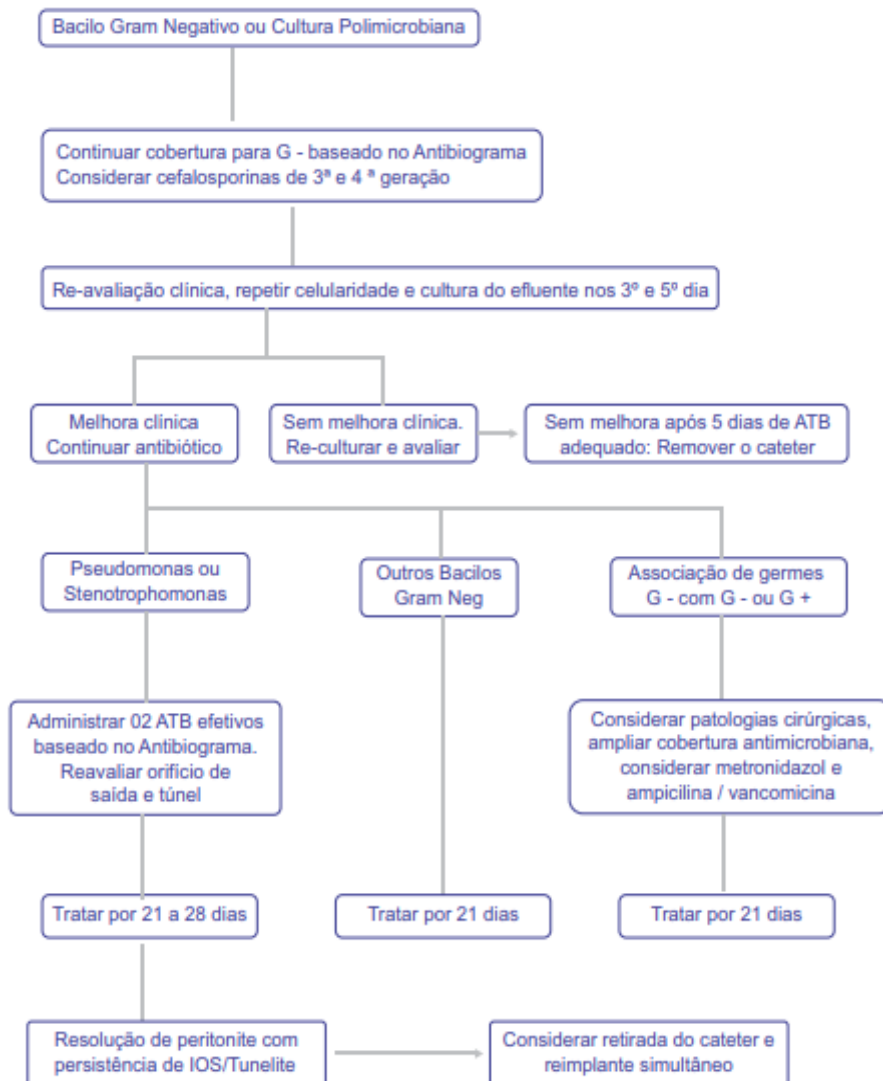 Bacilo Gram Negativo ou Cultura Polimicrobiana
Continuar cobertura para G - baseado no Antibiograma
Considerar cefalosporinas de 3ª e 4 ª geração
Re-avaliação clínica, repetir celularidade e cultura do efluente nos 3º e 5º dia
Melhora clínica
Continuar antibiótico
Sem melhora clínica.
Re-culturar e avaliar
Sem melhora após 5 dias de ATB
adequado: Remover o cateter
Pseudomonas ou
Stenotrophomonas
Outros Bacilos
Gram Neg
Associação de germes
G - com G - ou G +
Administrar 02 ATB efetivos
baseado no Antibiograma.
Reavaliar orifício de
saída e túnel
Considerar patologias cirúrgicas,
ampliar cobertura antimicrobiana,
considerar metronidazol e
ampicilina / vancomicina
Tratar por 21 a 28 dias
Tratar por 21 dias
Tratar por 21 dias
Resolução de peritonite com
persistência de IOS/Tunelite
Considerar retirada do cateter e
reimplante simultâneo